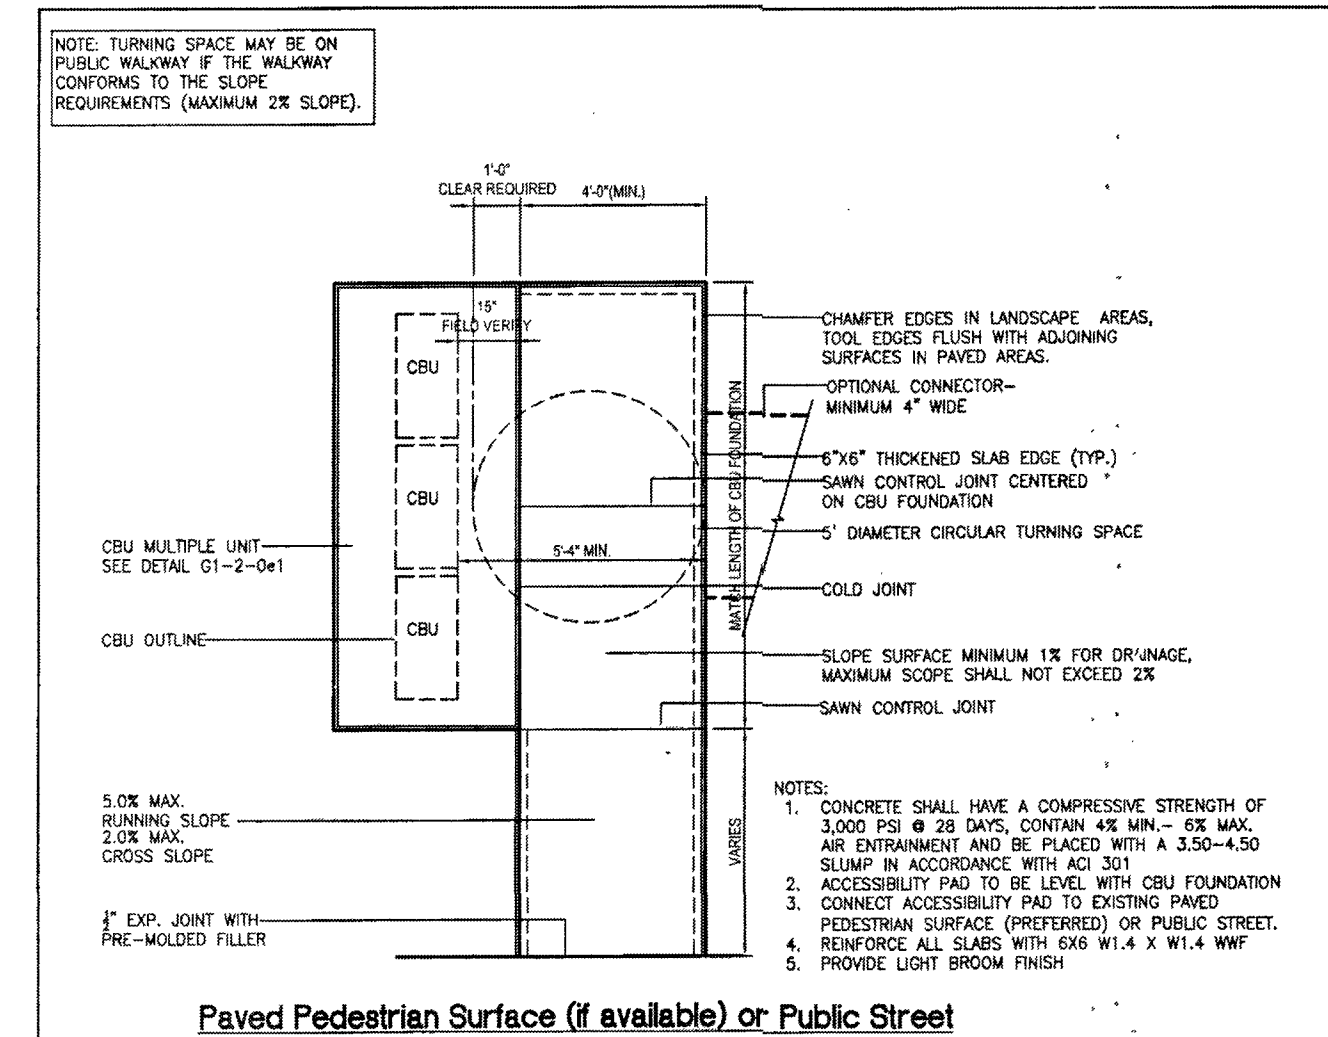 NOTE: TURNING SPACE MAY BE ON
PUBLIC WALKWAY IF THE WALKWAY
CONFORMS TO THE SLOPE
REQUIREMENTS (MAXIMUM 2% SLOPE).
1'-0"
CLEAR REQUIRED
4'-0"(MIN.)
15"
FIELD VERIFY
CBU
CBU
CBU
5'-4" MIN.
MATCH LENGTH OF CBU FOUNDATION
VARIES
CHAMFER EDGES IN LANDSCAPE AREAS,
TOOL EDGES FLUSH WITH ADJOINING
SURFACES IN PAVED AREAS.
OPTIONAL CONNECTOR-
MINIMUM 4" WIDE
6"X6" THICKENED SLAB EDGE (TYP.)
SAWN CONTROL JOINT CENTERED
ON CBU FOUNDATION
5' DIAMETER CIRCULAR TURNING SPACE
COLD JOINT
SLOPE SURFACE MINIMUM 1% FOR DRAINAGE,
MAXIMUM SCOPE SHALL NOT EXCEED 2%
SAWN CONTROL JOINT
CBU MULTIPLE UNIT
SEE DETAIL G1-2-0e1
CBU OUTLINE
5.0% MAX.
RUNNING SLOPE
2.0% MAX.
CROSS SLOPE
½" EXP. JOINT WITH
PRE-MOLDED FILLER
NOTES:
1. CONCRETE SHALL HAVE A COMPRESSIVE STRENGTH OF
3,000 PSI @ 28 DAYS, CONTAIN 4% MIN.- 6% MAX.
AIR ENTRAINMENT AND BE PLACED WITH A 3.50-4.50
SLUMP IN ACCORDANCE WITH ACI 301
2. ACCESSIBILITY PAD TO BE LEVEL WITH CBU FOUNDATION
3. CONNECT ACCESSIBILITY PAD TO EXISTING PAVED
PEDESTRIAN SURFACE (PREFERRED) OR PUBLIC STREET.
4. REINFORCE ALL SLABS WITH 6X6 W1.4 X W1.4 WWF
5. PROVIDE LIGHT BROOM FINISH
Paved Pedestrian Surface (if available) or Public Street